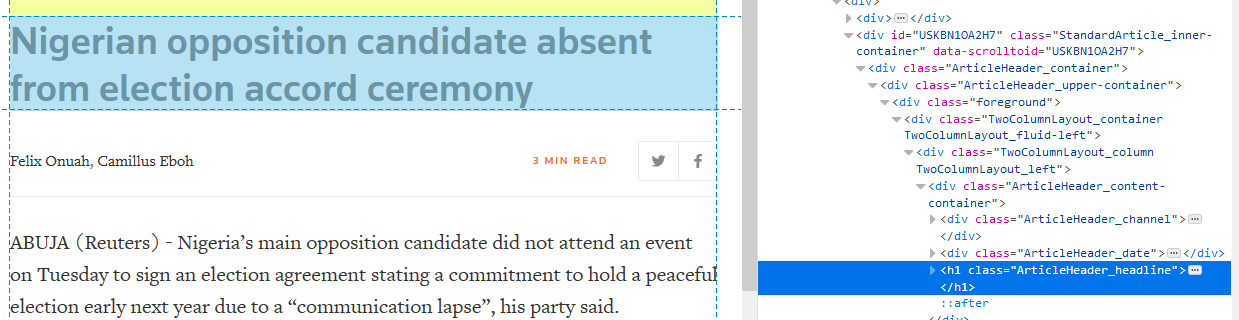 Nigerian opposition candidate absent
from election accord ceremony
Felix Onuah, Camillus Eboh
3 MIN READ
ABUJA (Reuters) - Nigeria’s main opposition candidate did not attend an event
on Tuesday to sign an election agreement stating a commitment to hold a peaceful
election early next year due to a “communication lapse”, his party said.
<div>
<div> </div>
<div id="USKBN1OA2H7" class="StandardArticle_inner-
container" data-scrolltoid="USKBN1OA2H7">
<div class="ArticleHeader_container">
<div class="ArticleHeader_upper-container">
<div class="foreground">
<div class="TwoColumnLayout_container
TwoColumnLayout_fluid-left">
<div class="TwoColumnLayout_column
TwoColumnLayout_left">
<div class="ArticleHeader_content-
container">
<div class="ArticleHeader_channel">
</div>
<div class="ArticleHeader_date"> </div>
<h1 class="ArticleHeader_headline">
</h1>
::after
</div>